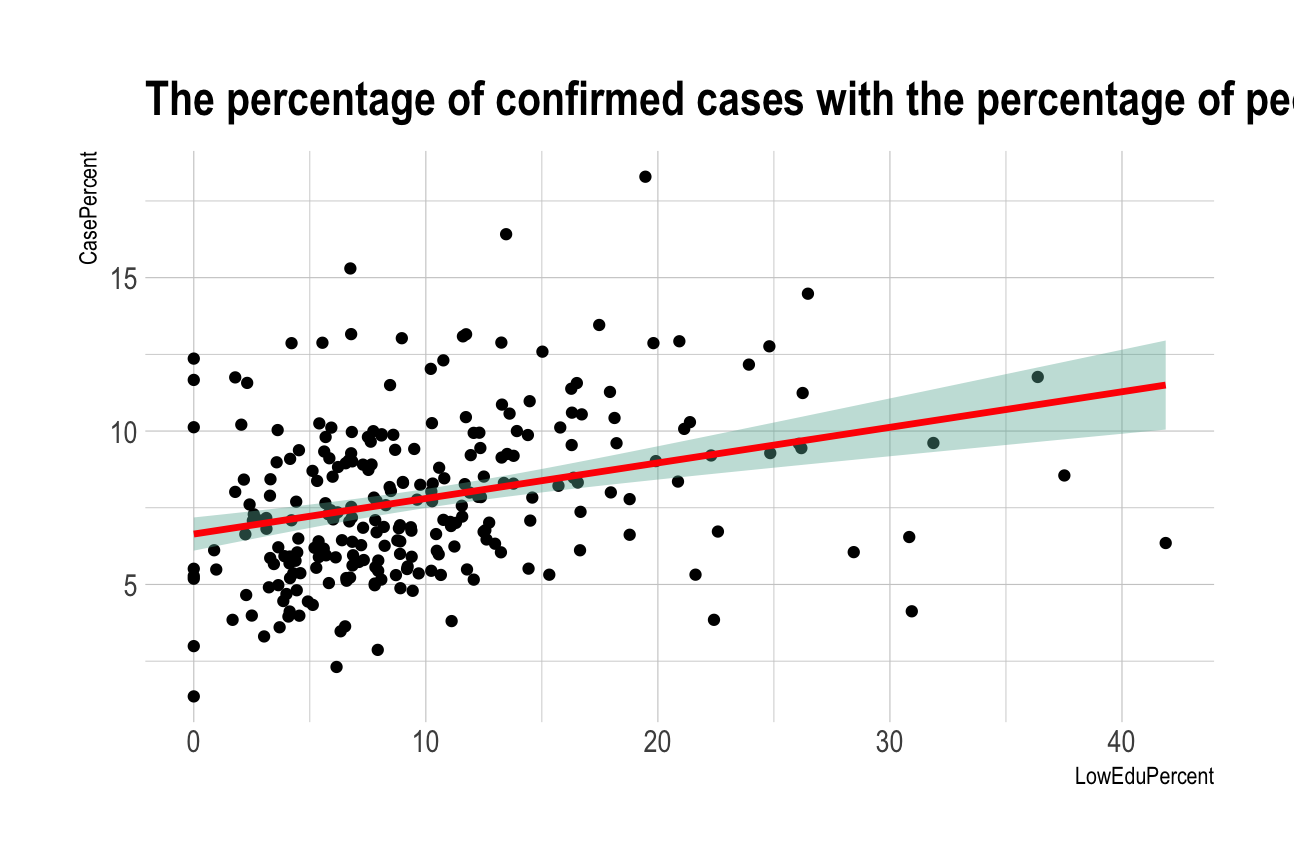 The percentage of confirmed cases with the percentage of
CasePercent
15
10
5
0 10 20 30 40
LowEduPercent